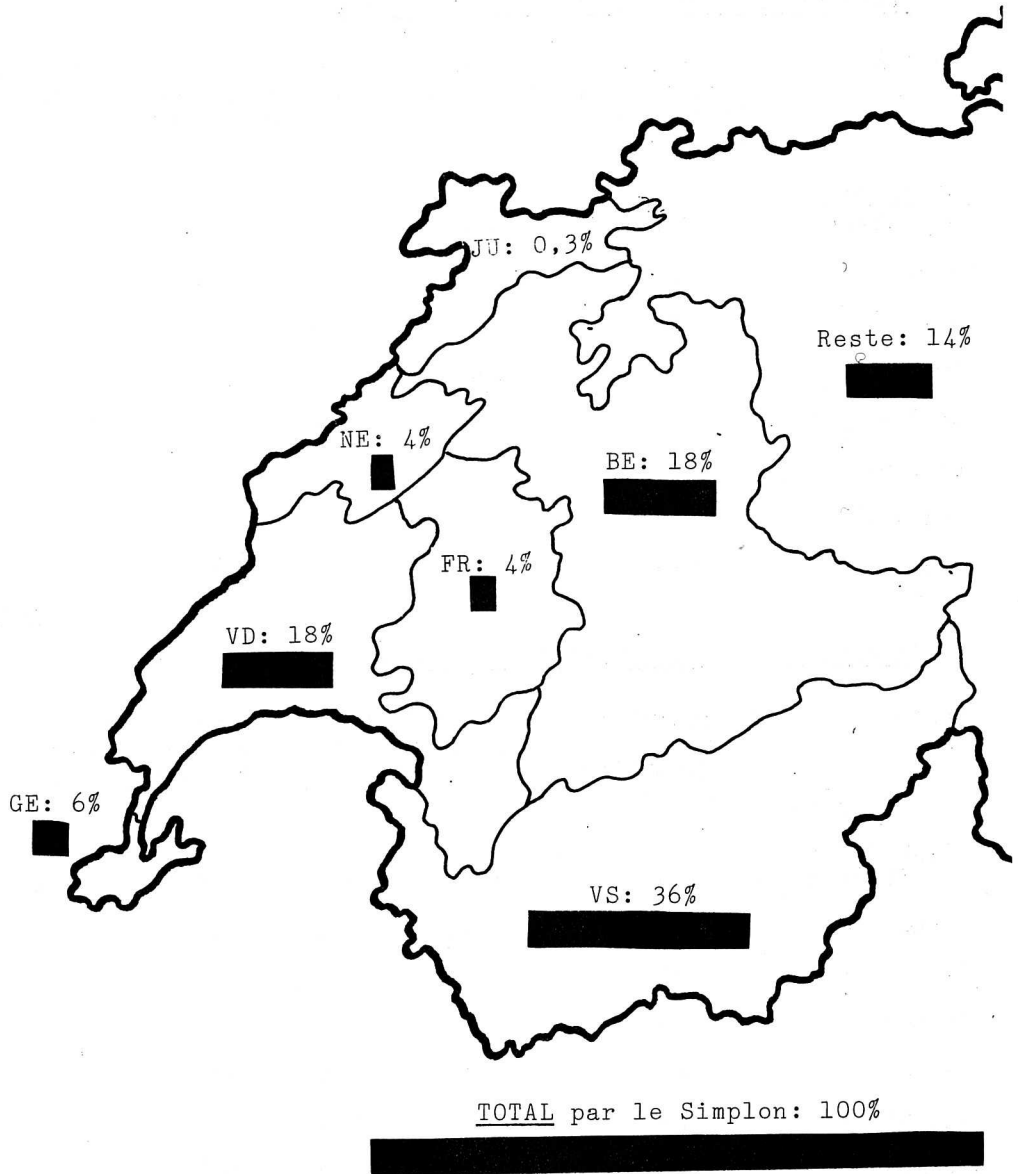 JU: 0,3%
Reste: 14%
NE: 4%
BE: 18%
FR: 4%
VD: 18%
GE: 6%
VS: 36%
TOTAL par le Simplon: 100%